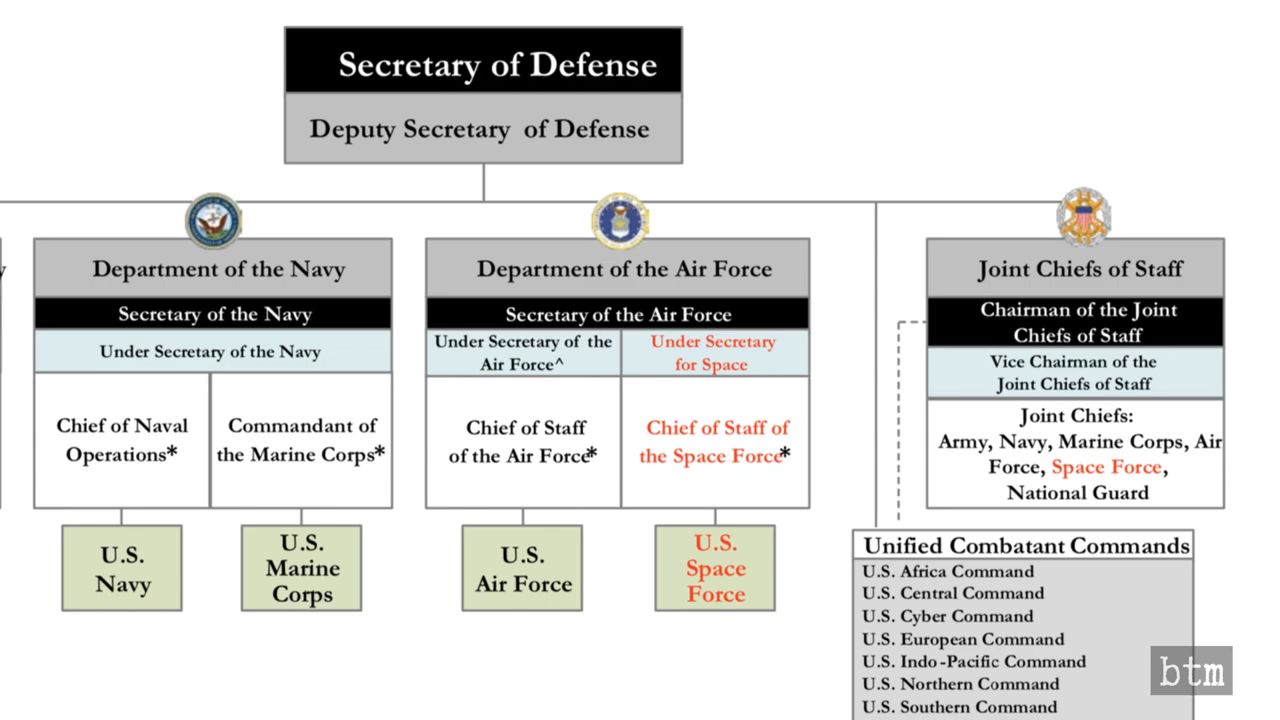 Secretary of Defense
Deputy Secretary of Defense
y
Department of the Navy
Secretary of the Navy
Under Secretary of the Navy
Chief of Naval
Operations*
Commandant of
the Marine Corps*
U.S.
Navy
U.S.
Marine
Corps
Department of the Air Force
Secretary of the Air Force
Under Secretary of the
Air Force^
Under Secretary
for Space
Chief of Staff
of the Air Force*
Chief of Staff of
the Space Force*
U.S.
Air Force
U.S.
Space
Force
Joint Chiefs of Staff
Chairman of the Joint
Chiefs of Staff
Vice Chairman of the
Joint Chiefs of Staff
Joint Chiefs:
Army, Navy, Marine Corps, Air
Force, Space Force,
National Guard
Unified Combatant Commands
U.S. Africa Command
U.S. Central Command
U.S. Cyber Command
U.S. European Command
U.S. Indo-Pacific Command
U.S. Northern Command
U.S. Southern Command
btm